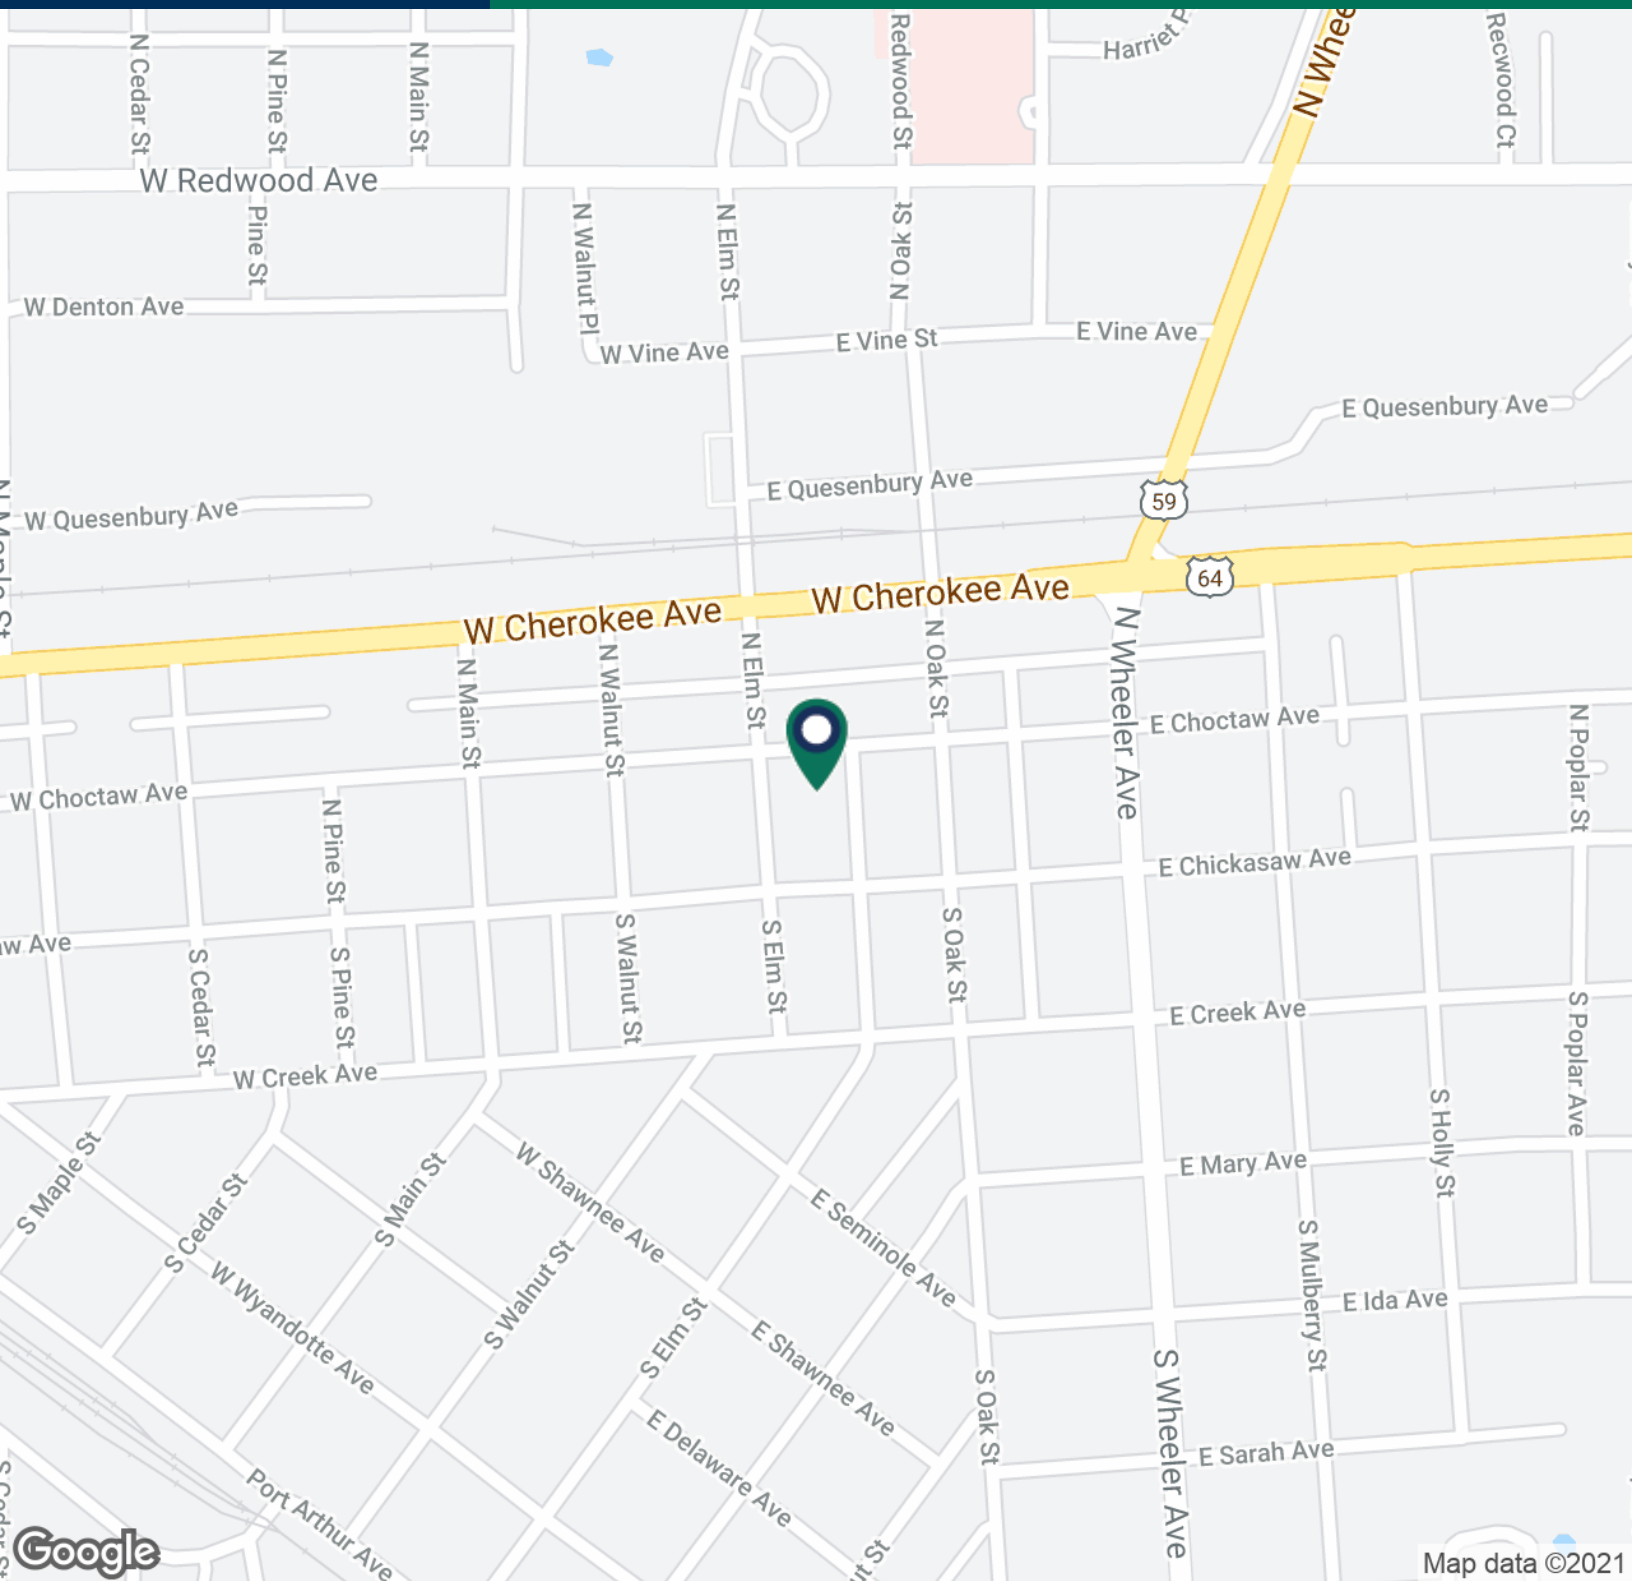 N Cedar St
N Pine St
N Main St
Redwood St
Harriet P
N Whee
Recwood Ct
W Redwood Ave
Pine St
N Walnut Pl
N Elm St
N Oak St
W Denton Ave
W Vine Ave
E Vine St
E Vine Ave
E Quesenbury Ave
E Quesenbury Ave
W Quesenbury Ave
59
64
N Maple St
W Cherokee Ave
W Cherokee Ave
N Main St
N Walnut St
N Elm St
N Oak St
N Wheeler Ave
E Choctaw Ave
N Poplar St
W Choctaw Ave
N Pine St
E Chickasaw Ave
aw Ave
S Cedar St
S Pine St
S Walnut St
S Elm St
S Oak St
E Creek Ave
S Poplar Ave
W Creek Ave
S Holly St
S Maple St
S Cedar St
S Main St
W Shawnee Ave
E Mary Ave
E Seminole Ave
S Walnut St
S Mulberry St
W Wyandotte Ave
S Elm St
E Shawnee Ave
E Ida Ave
S Oak St
S Wheeler Ave
E Delaware Ave
E Sarah Ave
Port Arthur Ave
S Cedar St
ut St
Google
Map data ©2021